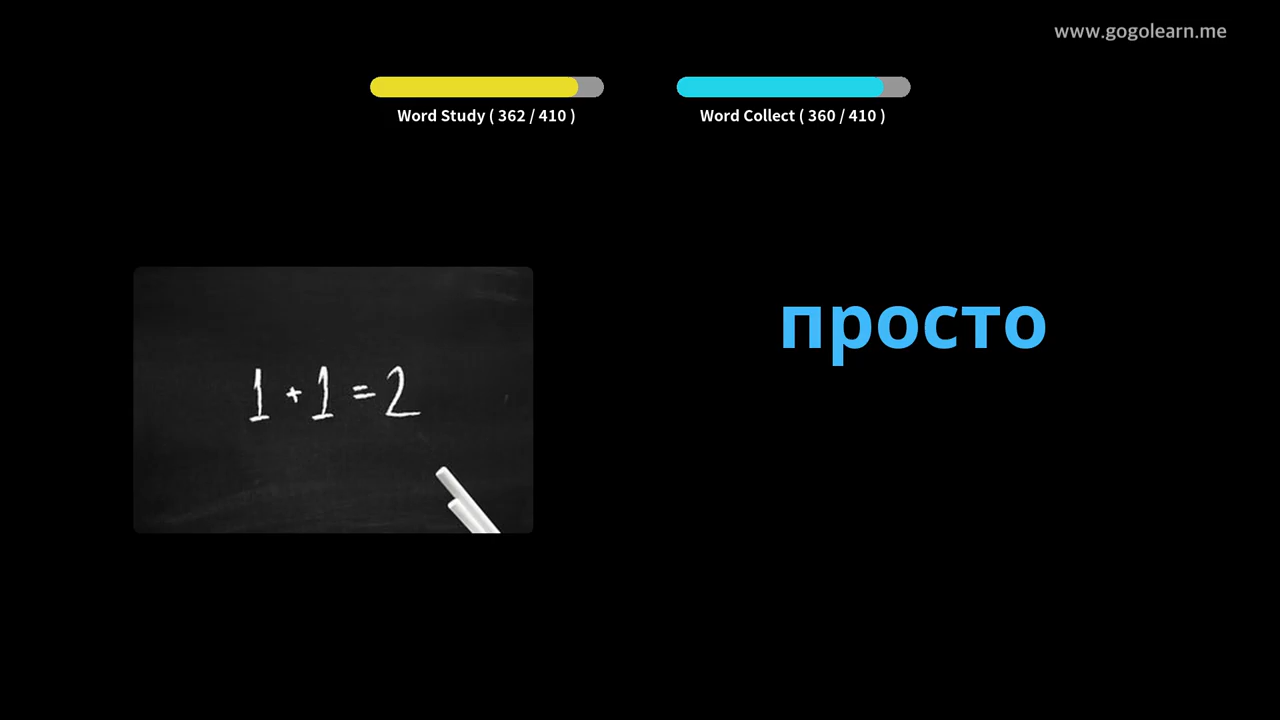 www.gogolearn.me
Word Study ( 362 / 410 )
Word Collect ( 360 / 410 )
1 + 1 = 2
просто